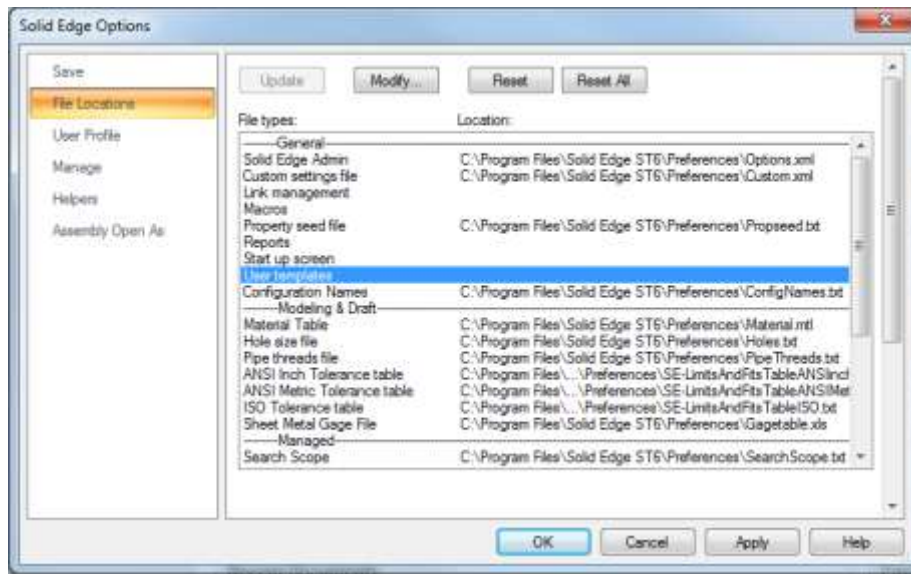 Solid Edge Options
Save
File Locations
User Profile
Manage
Helpers
Assembly Open As
Update Modify... Reset Reset All
File types: Location:
General
Solid Edge Admin C:\Program Files\Solid Edge ST6\Preferences\Options.xml
Custom settings file C:\Program Files\Solid Edge ST6\Preferences\Custom.xml
Link management
Macros
Property seed file C:\Program Files\Solid Edge ST6\Preferences\Propseed.txt
Reports
Start up screen
User templates
Configuration Names C:\Program Files\Solid Edge ST6\Preferences\ConfigNames.txt
Modeling & Draft
Material Table C:\Program Files\Solid Edge ST6\Preferences\Material.mtl
Hole size file C:\Program Files\Solid Edge ST6\Preferences\Holes.txt
Pipe threads file C:\Program Files\Solid Edge ST6\Preferences\PipeThreads.txt
ANSI Inch Tolerance table C:\Program Files\...\Preferences\SE-LimitsAndFitsTableANSIInch
ANSI Metric Tolerance table C:\Program Files\...\Preferences\SE-LimitsAndFitsTableANSIMet
ISO Tolerance table C:\Program Files\...\Preferences\SE-LimitsAndFitsTableISO.txt
Sheet Metal Gage File C:\Program Files\Solid Edge ST6\Preferences\Gagetable.xls
Managed
Search Scope C:\Program Files\Solid Edge ST6\Preferences\SearchScope.txt
OK Cancel Apply Help